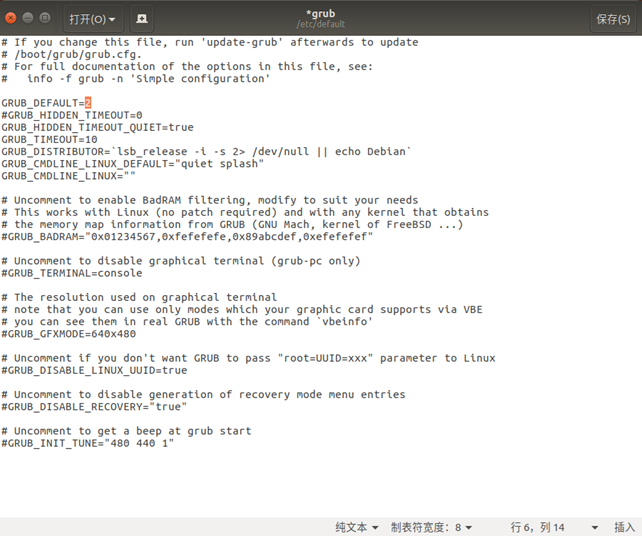 打开(O)
*grub
/etc/default
保存(S)
# If you change this file, run 'update-grub' afterwards to update
# /boot/grub/grub.cfg.
# For full documentation of the options in this file, see:
#   info -f grub -n 'Simple configuration'
GRUB_DEFAULT=2
#GRUB_HIDDEN_TIMEOUT=0
GRUB_HIDDEN_TIMEOUT_QUIET=true
GRUB_TIMEOUT=10
GRUB_DISTRIBUTOR=`lsb_release -i -s 2> /dev/null || echo Debian`
GRUB_CMDLINE_LINUX_DEFAULT="quiet splash"
GRUB_CMDLINE_LINUX=""
# Uncomment to enable BadRAM filtering, modify to suit your needs
# This works with Linux (no patch required) and with any kernel that obtains
# the memory map information from GRUB (GNU Mach, kernel of FreeBSD ...)
#GRUB_BADRAM="0x01234567,0xfefefefe,0x89abcdef,0xefefefef"
# Uncomment to disable graphical terminal (grub-pc only)
#GRUB_TERMINAL=console
# The resolution used on graphical terminal
# note that you can use only modes which your graphic card supports via VBE
# you can see them in real GRUB with the command `vbeinfo'
#GRUB_GFXMODE=640x480
# Uncomment if you don't want GRUB to pass "root=UUID=xxx" parameter to Linux
#GRUB_DISABLE_LINUX_UUID=true
# Uncomment to disable generation of recovery mode menu entries
#GRUB_DISABLE_RECOVERY="true"
# Uncomment to get a beep at grub start
#GRUB_INIT_TUNE="480 440 1"
纯文本 制表符宽度：8 行 6，列 14 插入